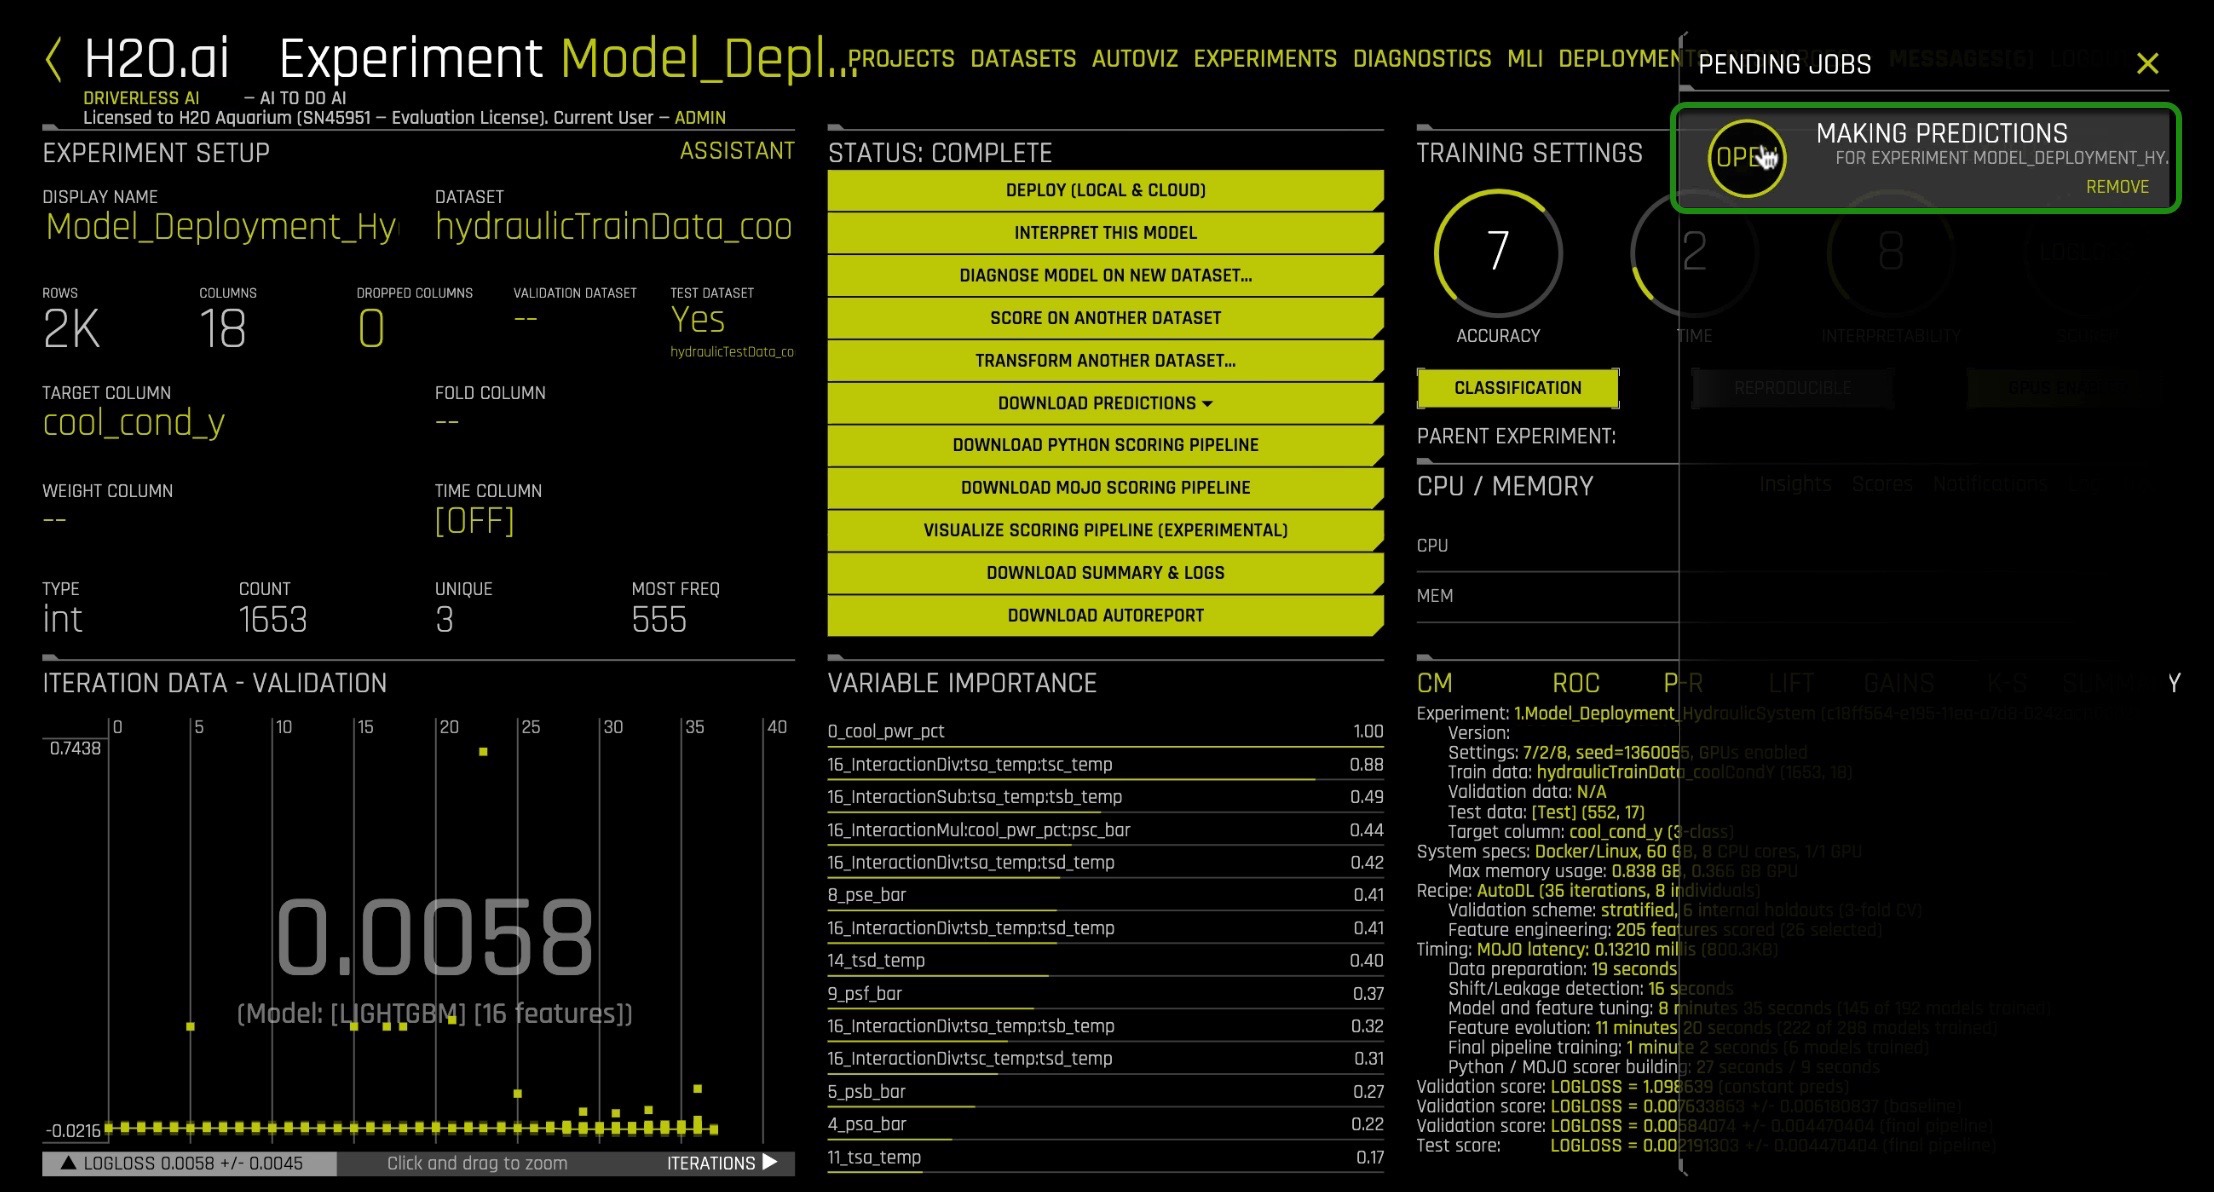 H2O.ai Experiment Model_Depl...
PROJECTS DATASETS AUTOVIZ EXPERIMENTS DIAGNOSTICS MLI DEPLOYMENTS MESSAGES[6]
PENDING JOBS
DRIVERLESS AI — AI TO DO AI
Licensed to H2O Aquarium (SN45951 — Evaluation License). Current User — ADMIN
MAKING PREDICTIONS
FOR EXPERIMENT MODEL_DEPLOYMENT_HY.
REMOVE
EXPERIMENT SETUP ASSISTANT
DISPLAY NAME DATASET
Model_Deployment_Hy hydraulicTrainData_coo
ROWS COLUMNS DROPPED COLUMNS VALIDATION DATASET TEST DATASET
2K 18 0 -- Yes
hydraulicTestData_co
TARGET COLUMN FOLD COLUMN
cool_cond_y --
WEIGHT COLUMN TIME COLUMN
-- [OFF]
TYPE COUNT UNIQUE MOST FREQ
int 1653 3 555
STATUS: COMPLETE
DEPLOY (LOCAL & CLOUD)
INTERPRET THIS MODEL
DIAGNOSE MODEL ON NEW DATASET...
SCORE ON ANOTHER DATASET
TRANSFORM ANOTHER DATASET...
DOWNLOAD PREDICTIONS
DOWNLOAD PYTHON SCORING PIPELINE
DOWNLOAD MOJO SCORING PIPELINE
VISUALIZE SCORING PIPELINE (EXPERIMENTAL)
DOWNLOAD SUMMARY & LOGS
DOWNLOAD AUTOREPORT
TRAINING SETTINGS
7 2 8
ACCURACY TIME INTERPRETABILITY
CLASSIFICATION REPRODUCIBLE
PARENT EXPERIMENT:
CPU / MEMORY
Insights Scores Notifications
CPU
MEM
ITERATION DATA - VALIDATION
0 5 10 15 20 25 30 35 40
0.7438
0.0058
(Model: [LIGHTGBM] [16 features])
-0.0216
LOGLOSS 0.0058 +/- 0.0045 Click and drag to zoom ITERATIONS
VARIABLE IMPORTANCE
0_cool_pwr_pct 1.00
16_InteractionDiv:tsa_temp:tsc_temp 0.88
16_InteractionSub:tsa_temp:tsb_temp 0.49
16_InteractionMul:cool_pwr_pct:psc_bar 0.44
16_InteractionDiv:tsa_temp:tsd_temp 0.42
8_pse_bar 0.41
16_InteractionDiv:tsb_temp:tsd_temp 0.41
14_tsd_temp 0.40
9_psf_bar 0.37
16_InteractionDiv:tsa_temp:tsb_temp 0.32
16_InteractionDiv:tsc_temp:tsd_temp 0.31
5_psb_bar 0.27
4_psa_bar 0.22
11_tsa_temp 0.17
CM ROC P-R LIFT GAINS K-S
Experiment: 1.Model_Deployment_HydraulicSystem
Version:
Settings: 7/2/8, seed=1360055, GPUs enabled
Train data: hydraulicTrainData_coolCondY (1653, 18)
Validation data: N/A
Test data: [Test] (552, 17)
Target column: cool_cond_y (3-class)
System specs: Docker/Linux, 60 GB, 8 CPU cores, 1/1 GPU
Max memory usage: 0.838 GB, 0.366 GB GPU
Recipe: AutoDL (36 iterations, 8 individuals)
Validation scheme: stratified, 6 internal holdouts (3-fold CV)
Feature engineering: 205 features scored (26 selected)
Timing: MOJO latency: 0.13210 millis (800.3KB)
Data preparation: 19 seconds
Shift/Leakage detection: 16 seconds
Model and feature tuning: 8 minutes 35 seconds (145 of 192 models trained)
Feature evolution: 11 minutes 20 seconds (222 of 288 models trained)
Final pipeline training: 1 minute 2 seconds (6 models trained)
Python / MOJO scorer building: 27 seconds / 9 seconds
Validation score: LOGLOSS = 1.098639 (constant preds)
Validation score: LOGLOSS = 0.007633863 +/- 0.006180837 (baseline)
Validation score: LOGLOSS = 0.00584074 +/- 0.004470404 (final pipeline)
Test score: LOGLOSS = 0.002191303 +/- 0.004470404 (final pipeline)